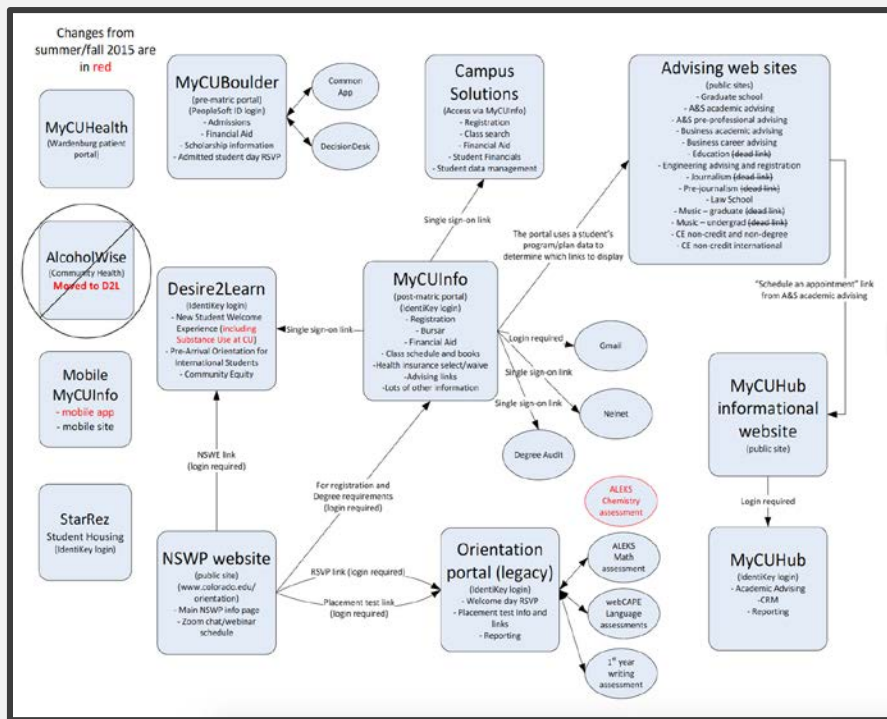 Changes from
summer/fall 2015 are
in red
MyCUHealth
(Wardenburg patient
portal)
AlcoholWise
(Community Health)
Moved to D2L
Mobile
MyCUInfo
- mobile app
- mobile site
StarRez
Student Housing
(IdentiKey login)
MyCUBoulder
(pre-matric portal)
(PeopleSoft ID login)
- Admissions
- Financial Aid
- Scholarship information
- Admitted student day RSVP
Common
App
DecisionDesk
Campus
Solutions
(Access via MyCUInfo)
- Registration
- Class search
- Financial Aid
- Student Financials
- Student data management
Advising web sites
(public sites)
- Graduate school
- A&S academic advising
- A&S pre-professional advising
- Business academic advising
- Business career advising
- Education (dead link)
- Engineering advising and registration
- Journalism (dead link)
- Pre-journalism (dead link)
- Law School
- Music – graduate (dead link)
- Music – undergrad (dead link)
- CE non-credit and non-degree
- CE non-credit international
Single sign-on link
The portal uses a student's
program/plan data to
determine which links to display
"Schedule an appointment" link
from A&S academic advising
Desire2Learn
(IdentiKey login)
- New Student Welcome
Experience (including
Substance Use at CU)
- Pre-Arrival Orientation for
International Students
- Community Equity
Single sign-on link
MyCUInfo
(post-matric portal)
(IdentiKey login)
- Registration
- Bursar
- Financial Aid
- Class schedule and books
-Health insurance select/waive
- Advising links
-Lots of other information
Login required
Gmail
Single sign-on link
Nelnet
Single sign-on link
Degree Audit
MyCUHub
informational
website
(public site)
Login required
MyCUHub
(IdentiKey login)
- Academic Advising
-CRM
- Reporting
NSWE link
(login required)
For registration and
Degree requirements
(login required)
NSWP website
(public site)
(www.colorado.edu/
orientation)
- Main NSWP info page
- Zoom chat/webinar
schedule
RSVP link (login required)
Placement test link
(login required)
Orientation
portal (legacy)
(IdentiKey login)
- Welcome day RSVP
- Placement test info and
links
- Reporting
ALEKS
Chemistry
assessment
ALEKS
Math
assessment
webCAPE
Language
assessments
1st year
writing
assessment